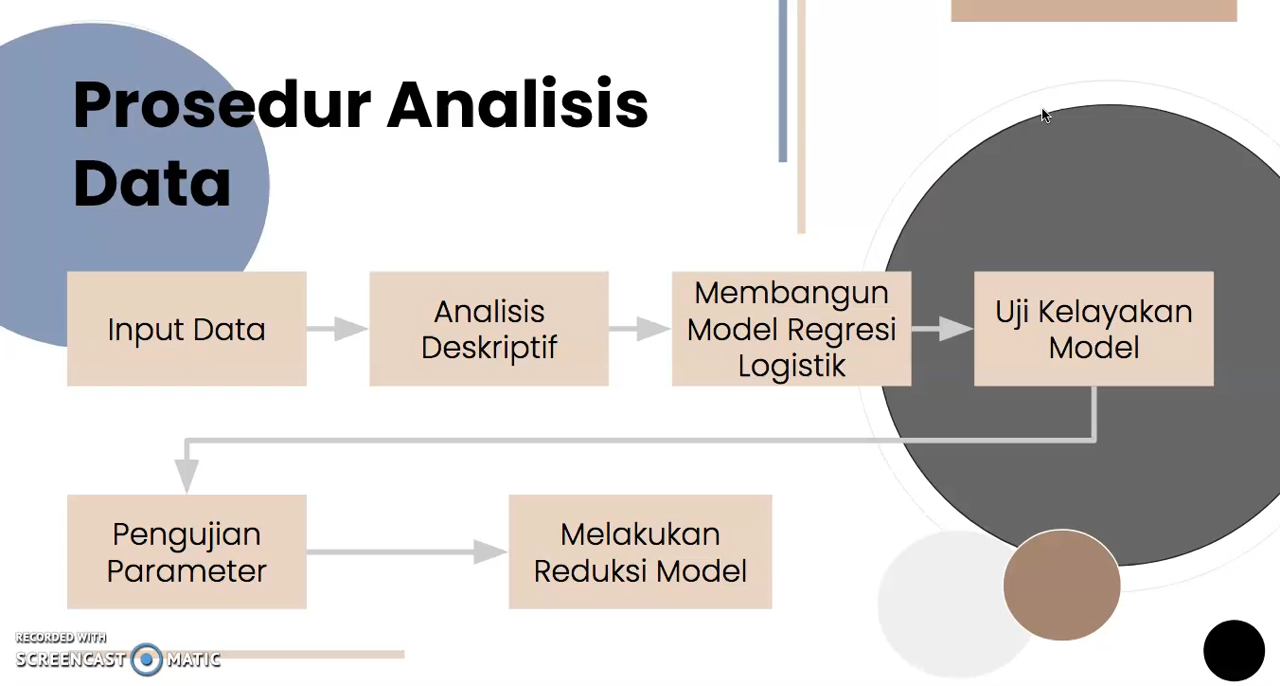 Prosedur Analisis
Data
Input Data
Analisis
Deskriptif
Membangun
Model Regresi
Logistik
Uji Kelayakan
Model
Pengujian
Parameter
Melakukan
Reduksi Model
RECORDED WITH
SCREENCAST MATIC